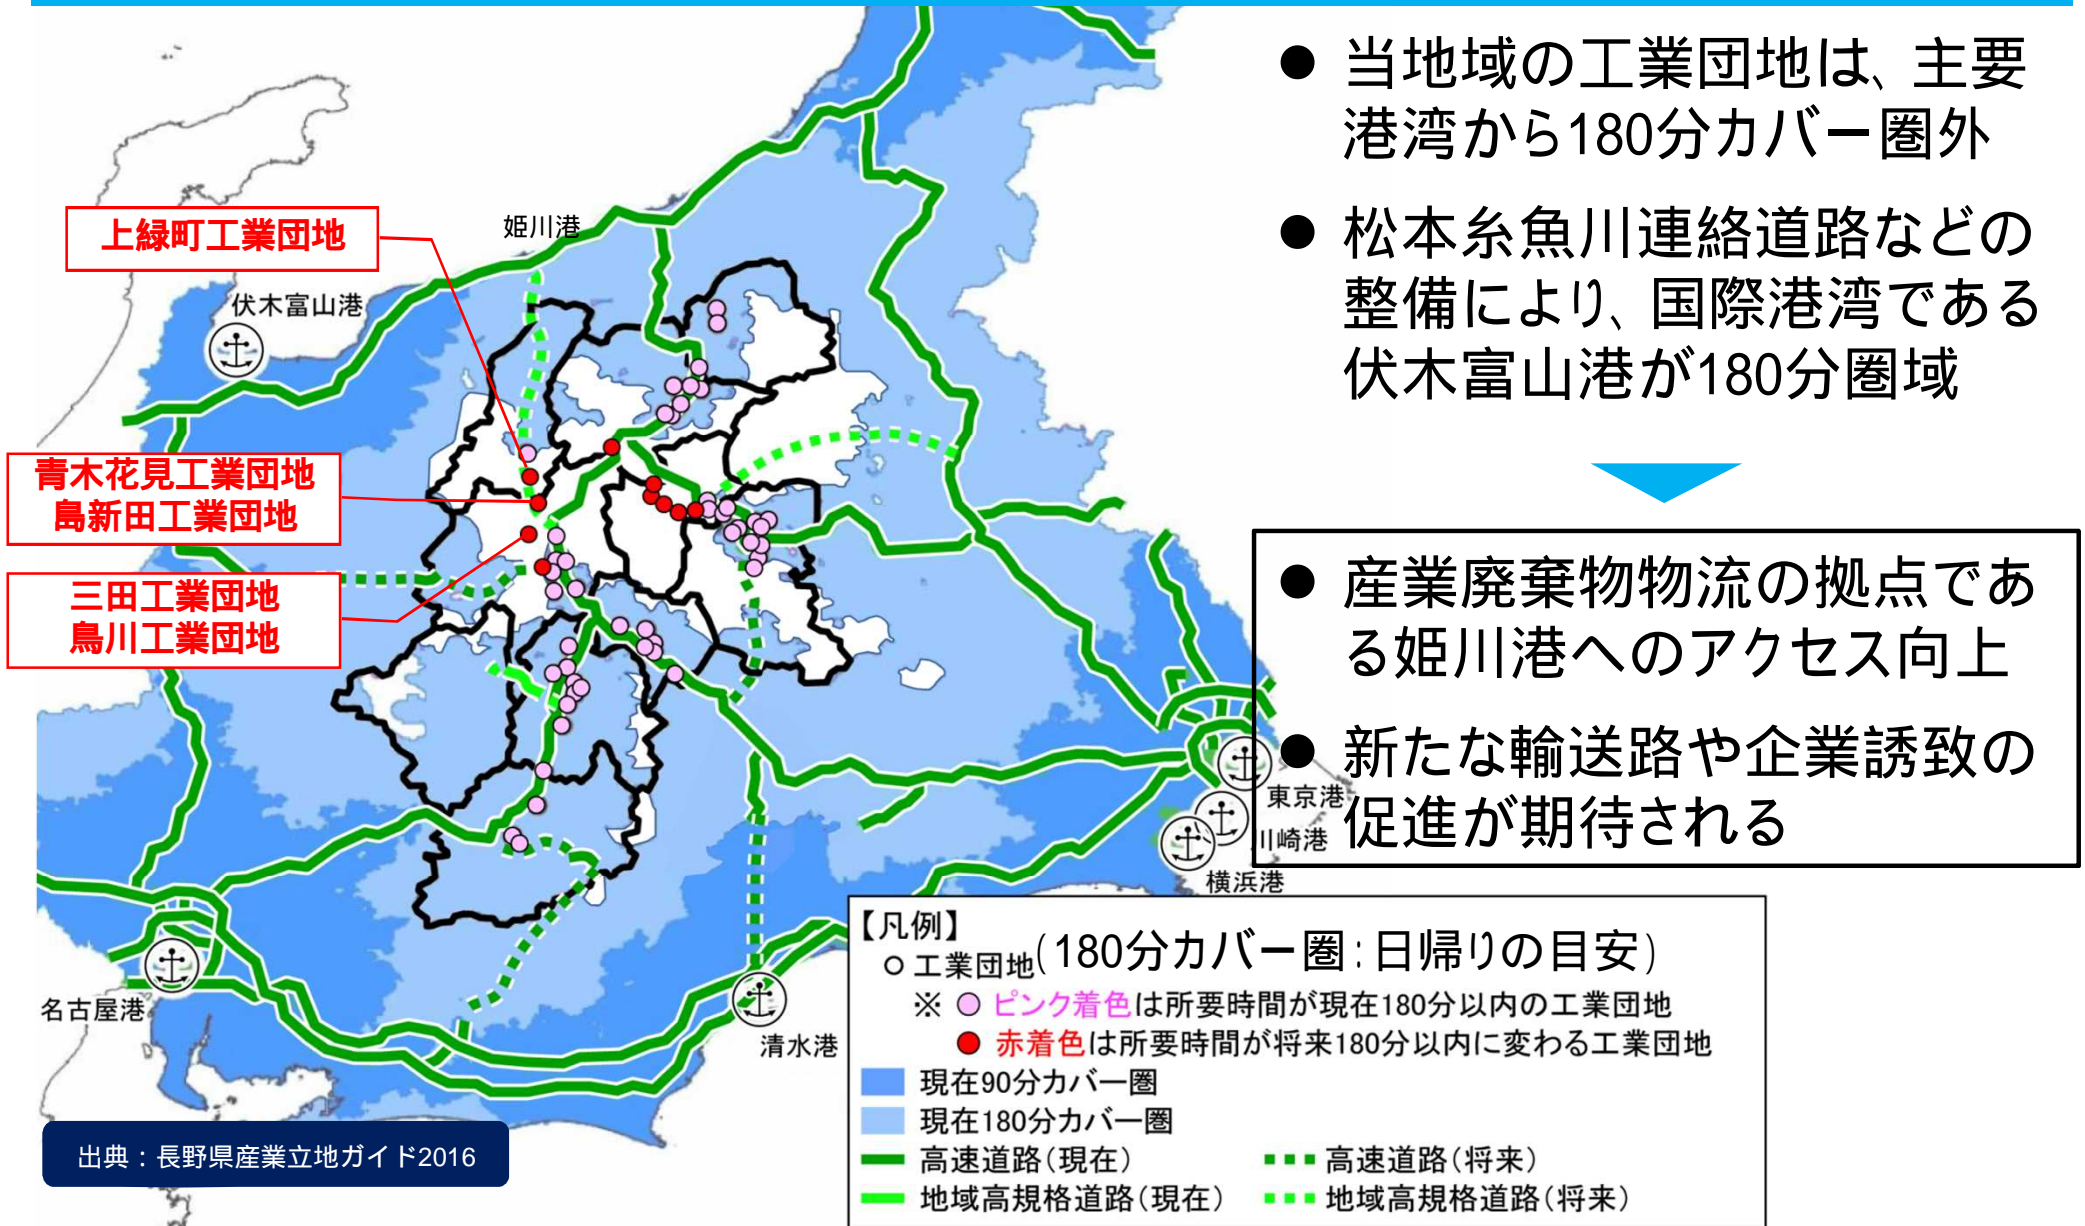 ● 当地域の工業団地は、主要
港湾から180分カバー圏外
● 松本糸魚川連絡道路などの
整備により、国際港湾である
伏木富山港が180分圏域
● 産業廃棄物物流の拠点であ
る姫川港へのアクセス向上
● 新たな輸送路や企業誘致の
促進が期待される
上緑町工業団地
姫川港
伏木富山港
青木花見工業団地
島新田工業団地
三田工業団地
烏川工業団地
東京港
川崎港
横浜港
名古屋港
清水港
【凡例】
工業団地(180分カバー圏:日帰りの目安)
※ ピンク着色は所要時間が現在180分以内の工業団地
赤着色は所要時間が将来180分以内に変わる工業団地
現在90分カバー圏
現在180分カバー圏
高速道路(現在) 高速道路(将来)
地域高規格道路(現在) 地域高規格道路(将来)
出典:長野県産業立地ガイド2016